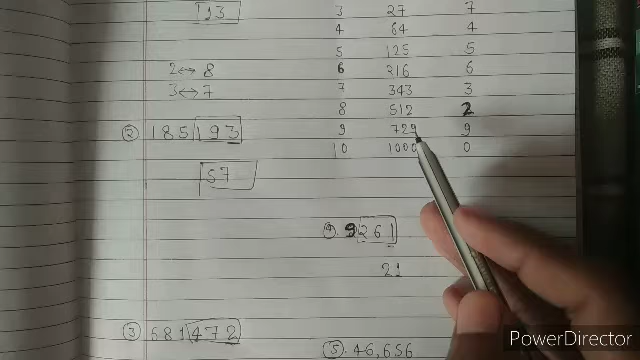 13
3 27 7
4 64 4
5 125 5
6 216 6
7 343 3
8 512 2
9 729 9
10 1000 0
2↔8
3↔7
② 185193
57
9261
21
③ 681472
⑤. 46,656
PowerDirector